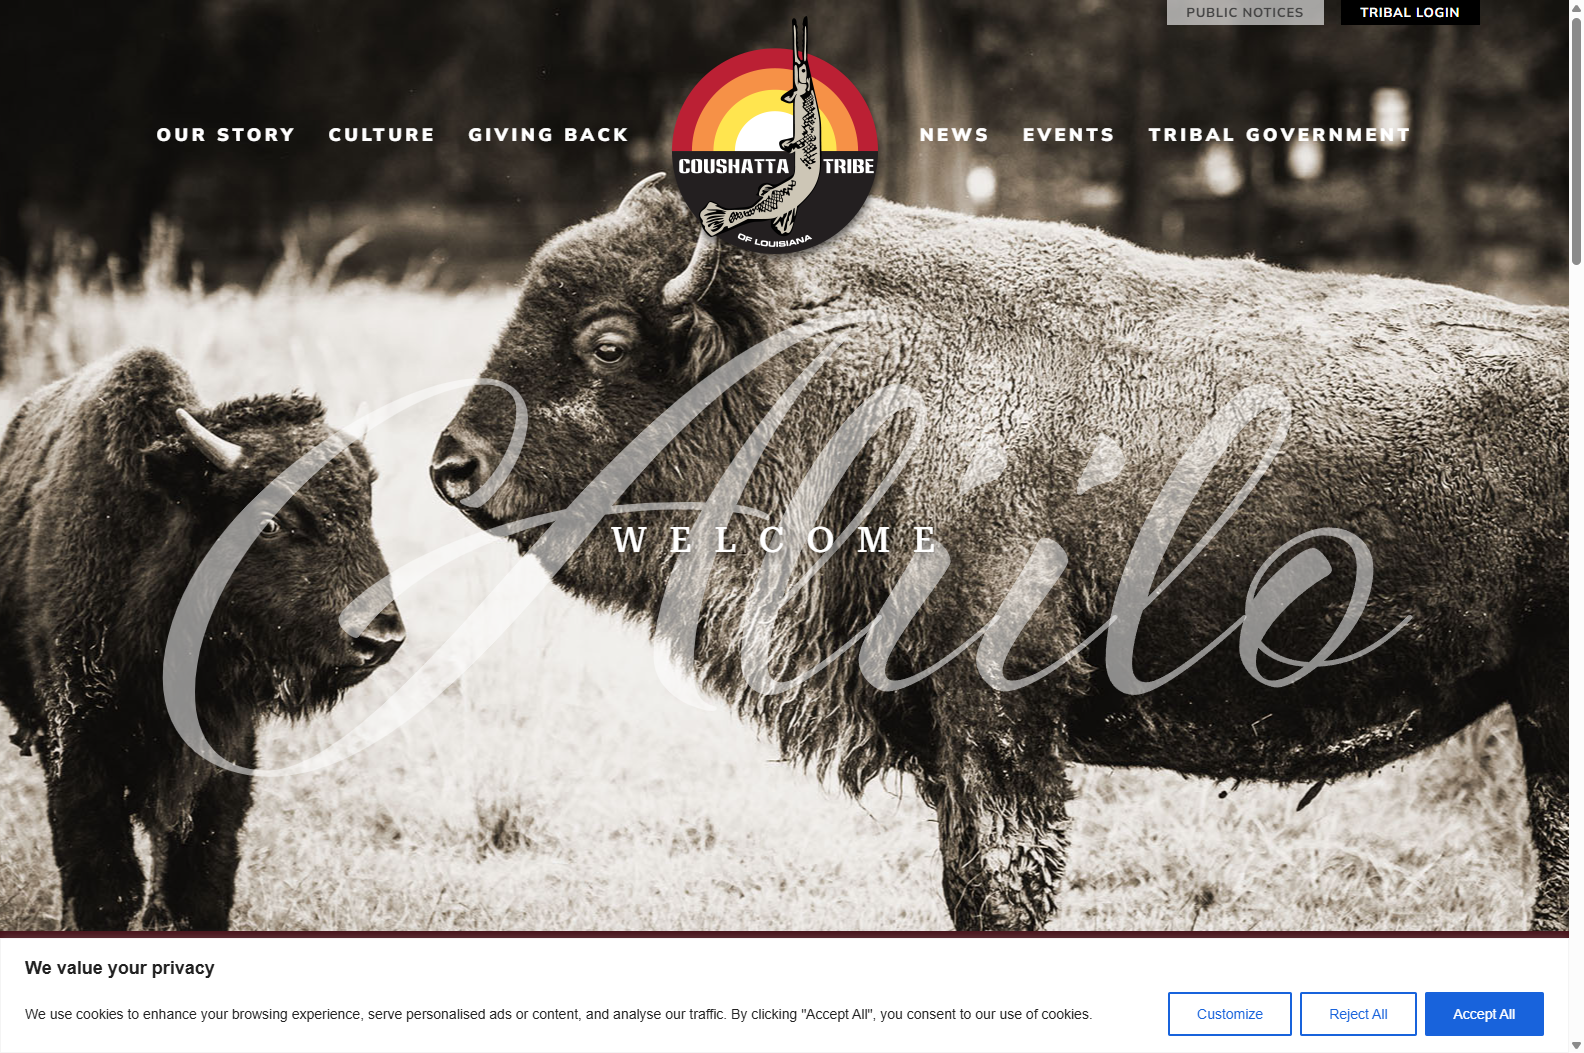 PUBLIC NOTICES
TRIBAL LOGIN
OUR STORY
CULTURE
GIVING BACK
COUSHATTA TRIBE
OF LOUISIANA
NEWS
EVENTS
TRIBAL GOVERNMENT
Aliilo
WELCOME
We value your privacy
We use cookies to enhance your browsing experience, serve personalised ads or content, and analyse our traffic. By clicking "Accept All", you consent to our use of cookies.
Customize
Reject All
Accept All